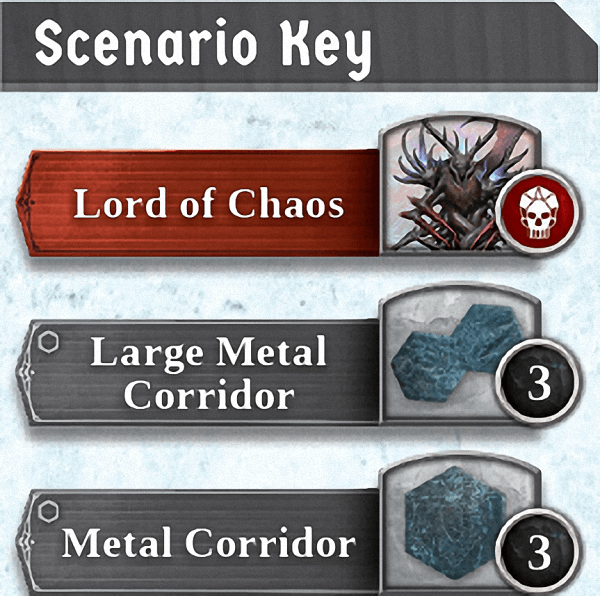 Scenario Key
Lord of Chaos
Large Metal
Corridor
3
Metal Corridor
3